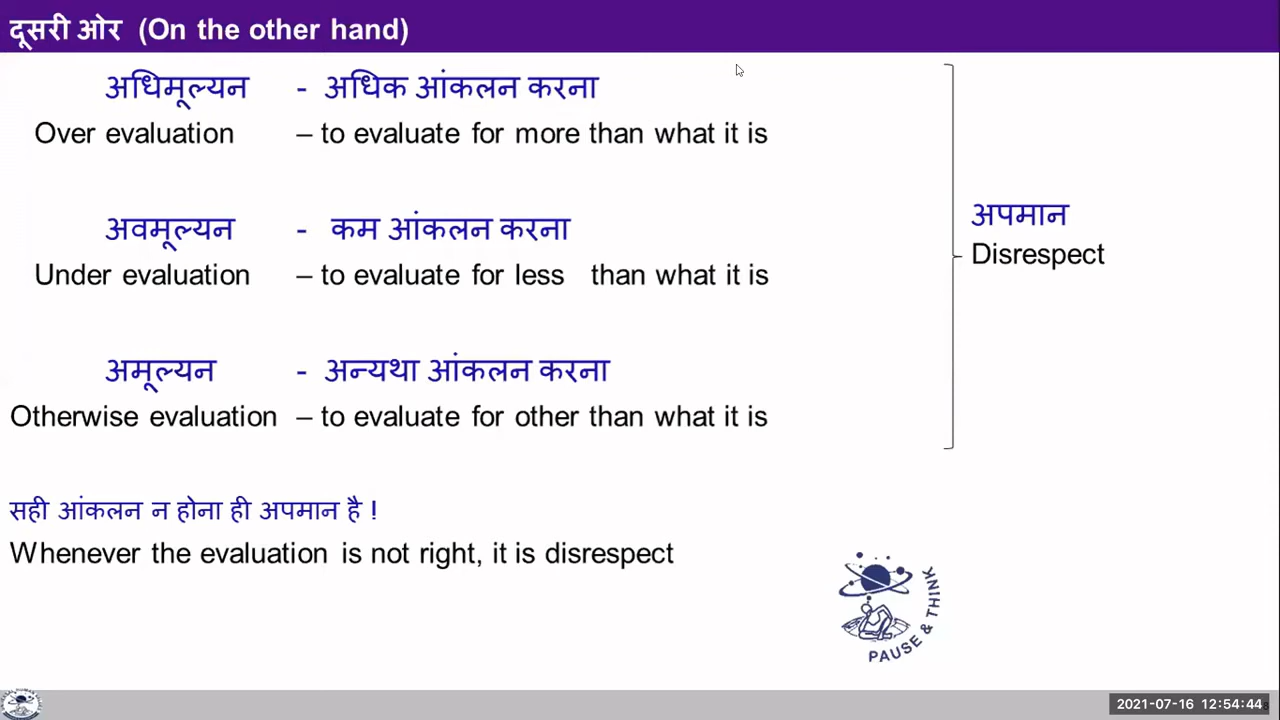 दूसरी ओर (On the other hand)
अधिमूल्यन - अधिक आंकलन करना
Over evaluation – to evaluate for more than what it is
अवमूल्यन - कम आंकलन करना
Under evaluation – to evaluate for less than what it is
अमूल्यन - अन्यथा आंकलन करना
Otherwise evaluation – to evaluate for other than what it is
अपमान
Disrespect
सही आंकलन न होना ही अपमान है !
Whenever the evaluation is not right, it is disrespect
PAUSE & THINK
2021-07-16 12:54:44